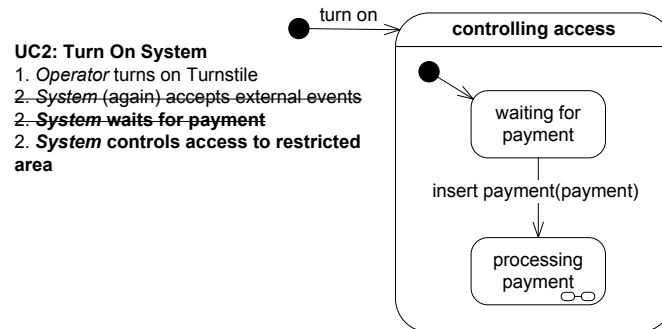 turn on
controlling access
UC2: Turn On System
1. Operator turns on Turnstile
2. System (again) accepts external events
2. System waits for payment
2. System controls access to restricted
area
waiting for
payment
insert payment(payment)
processing
payment